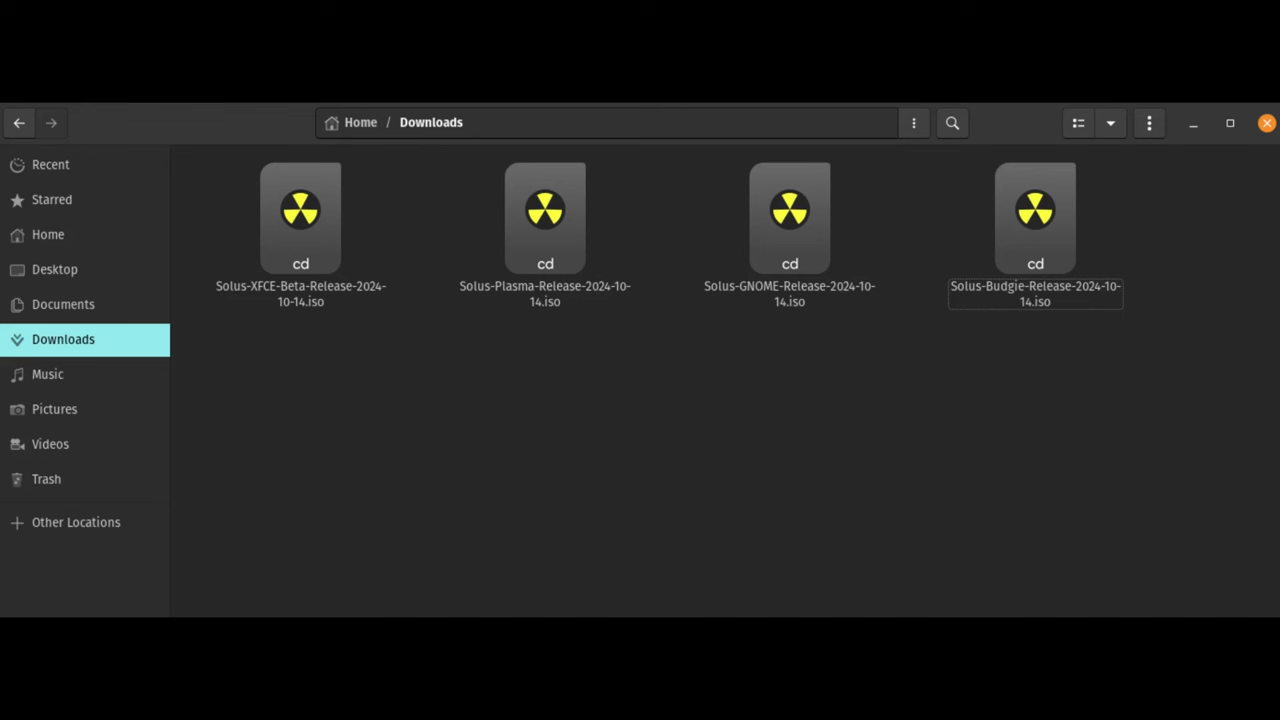 Home / Downloads
Recent
Starred
Home
Desktop
Documents
Downloads
Music
Pictures
Videos
Trash
Other Locations
cd
Solus-XFCE-Beta-Release-2024-
10-14.iso
cd
Solus-Plasma-Release-2024-10-
14.iso
cd
Solus-GNOME-Release-2024-10-
14.iso
cd
Solus-Budgie-Release-2024-10-
14.iso